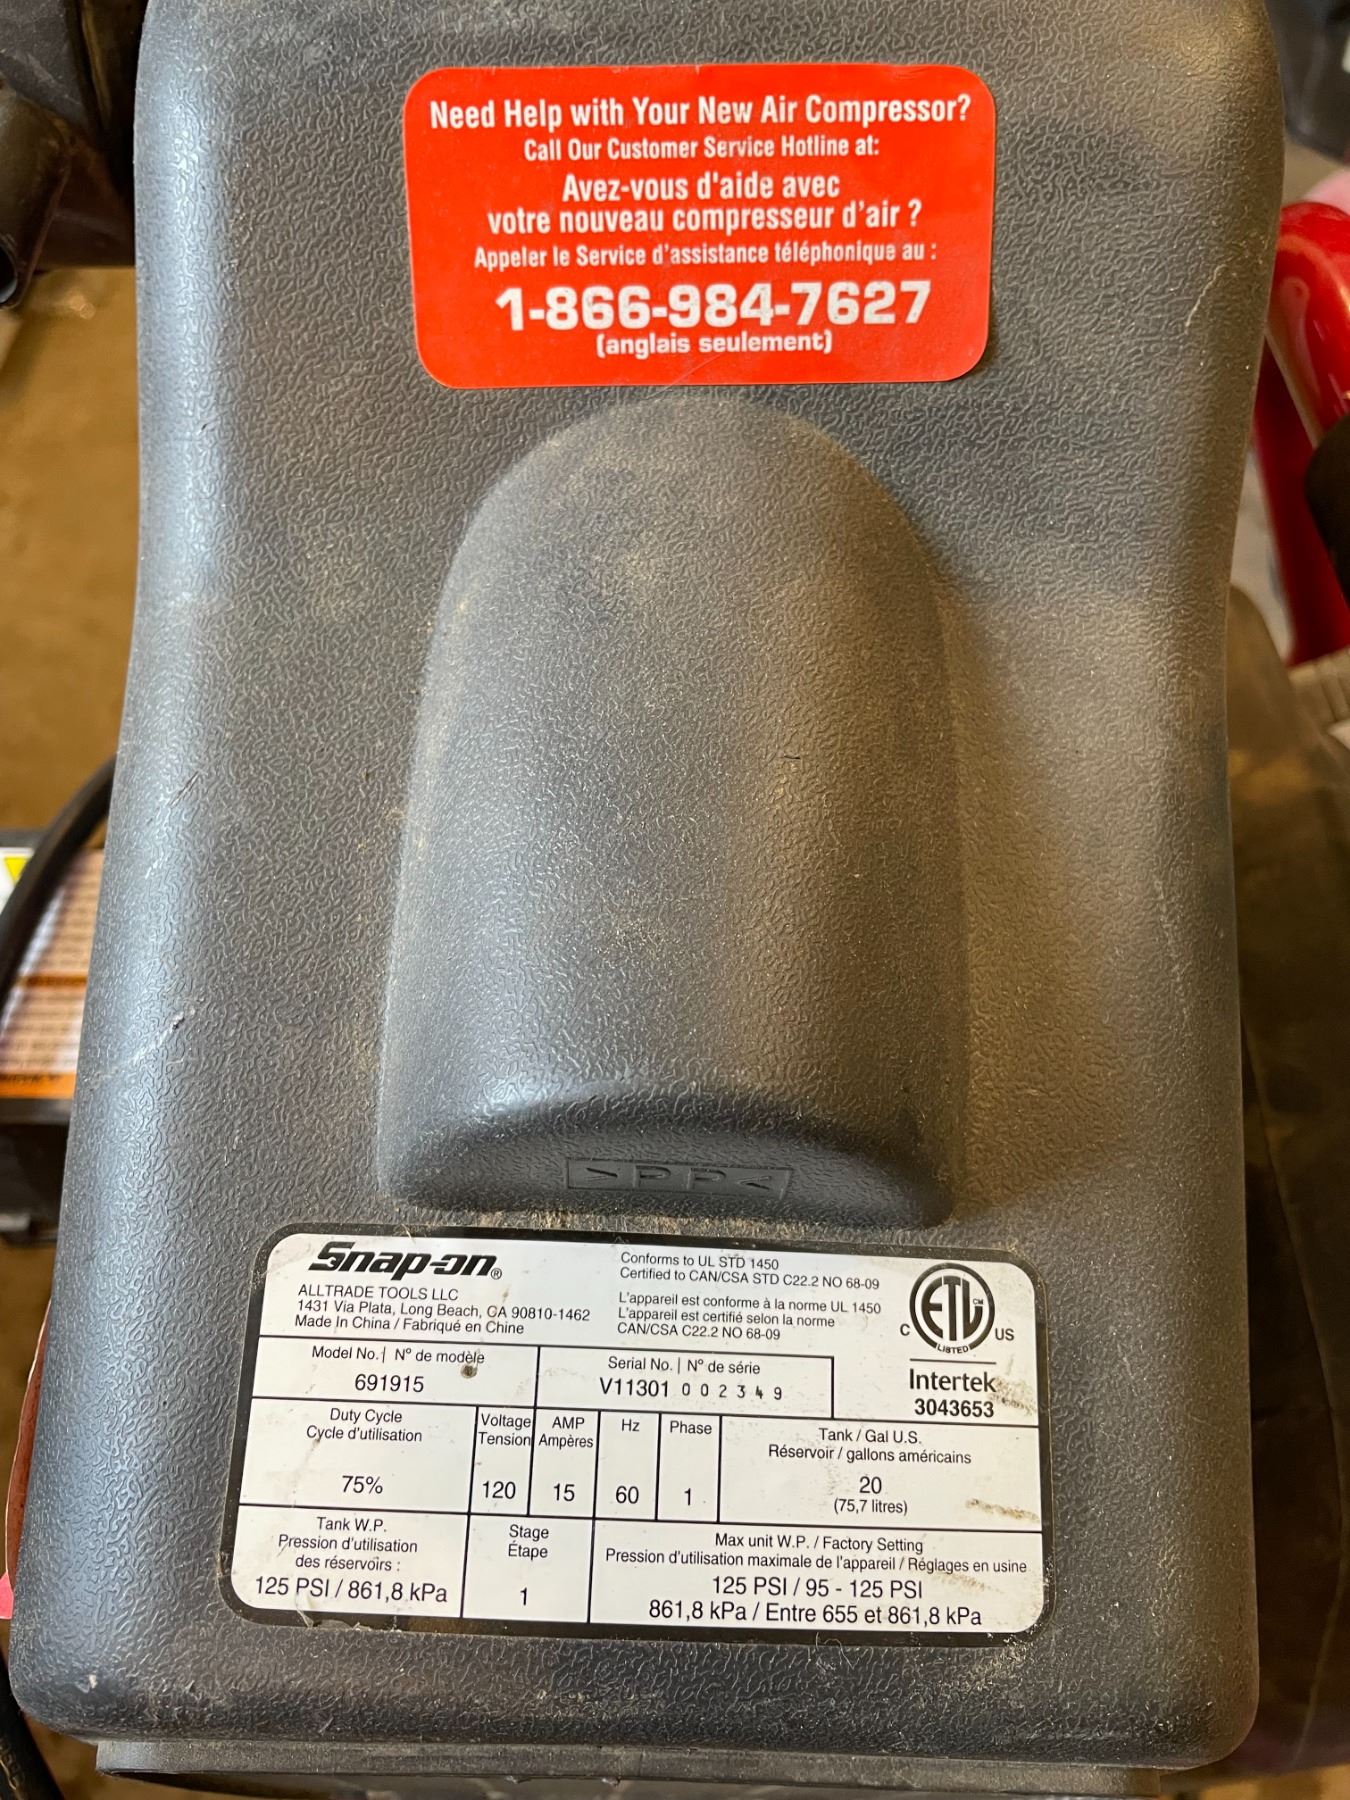 Need Help with Your New Air Compressor?
Call Our Customer Service Hotline at:
Avez-vous d'aide avec
votre nouveau compresseur d'air ?
Appeler le Service d'assistance téléphonique au :
1-866-984-7627
(anglais seulement)
>PP<
Snap-on®
ALLTRADE TOOLS LLC
1431 Via Plata, Long Beach, CA 90810-1462
Made In China / Fabriqué en Chine
Conforms to UL STD 1450
Certified to CAN/CSA STD C22.2 NO 68-09
L'appareil est conforme à la norme UL 1450
L'appareil est certifié selon la norme
CAN/CSA C22.2 NO 68-09
C ETL CM US
LISTED
Intertek
3043653
Model No. | N° de modèle
691915
Serial No. | N° de série
V11301 002349
Duty Cycle
Cycle d'utilisation
75%
Voltage
Tension
120
AMP
Ampères
15
Hz
60
Phase
1
Tank / Gal U.S.
Réservoir / gallons américains
20
(75,7 litres)
Tank W.P.
Pression d'utilisation
des réservoirs :
125 PSI / 861,8 kPa
Stage
Étape
1
Max unit W.P. / Factory Setting
Pression d'utilisation maximale de l'appareil / Réglages en usine
125 PSI / 95 - 125 PSI
861,8 kPa / Entre 655 et 861,8 kPa